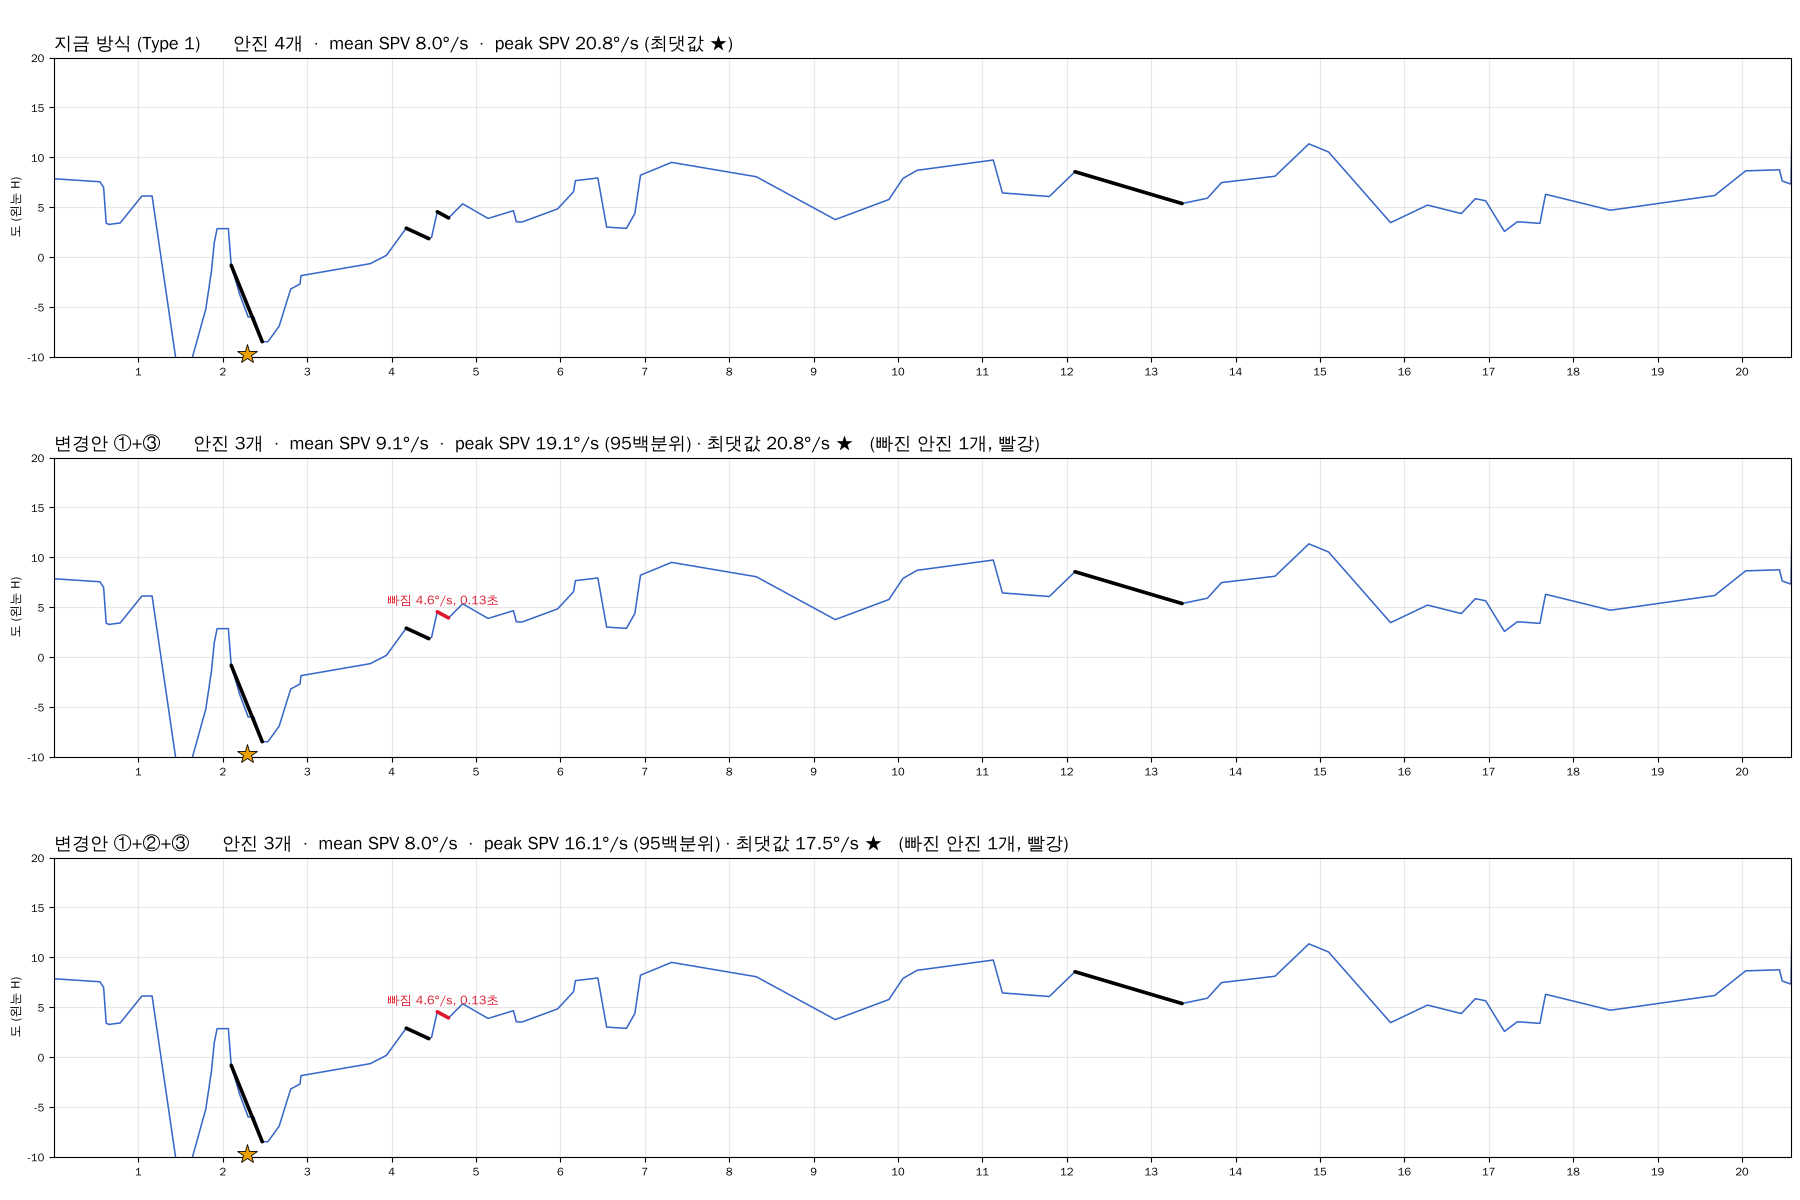 지금 방식 (Type 1) 안진 4개 · mean SPV 8.0°/s · peak SPV 20.8°/s (최댓값 ★)
20
15
10
5
0
-5
-10
도 (왼눈 H)
1 2 3 4 5 6 7 8 9 10 11 12 13 14 15 16 17 18 19 20
변경안 ①+③ 안진 3개 · mean SPV 9.1°/s · peak SPV 19.1°/s (95백분위) · 최댓값 20.8°/s ★ (빠진 안진 1개, 빨강)
20
15
10
5
0
-5
-10
도 (왼눈 H)
빠짐 4.6°/s, 0.13초
1 2 3 4 5 6 7 8 9 10 11 12 13 14 15 16 17 18 19 20
변경안 ①+②+③ 안진 3개 · mean SPV 8.0°/s · peak SPV 16.1°/s (95백분위) · 최댓값 17.5°/s ★ (빠진 안진 1개, 빨강)
20
15
10
5
0
-5
-10
도 (왼눈 H)
빠짐 4.6°/s, 0.13초
1 2 3 4 5 6 7 8 9 10 11 12 13 14 15 16 17 18 19 20